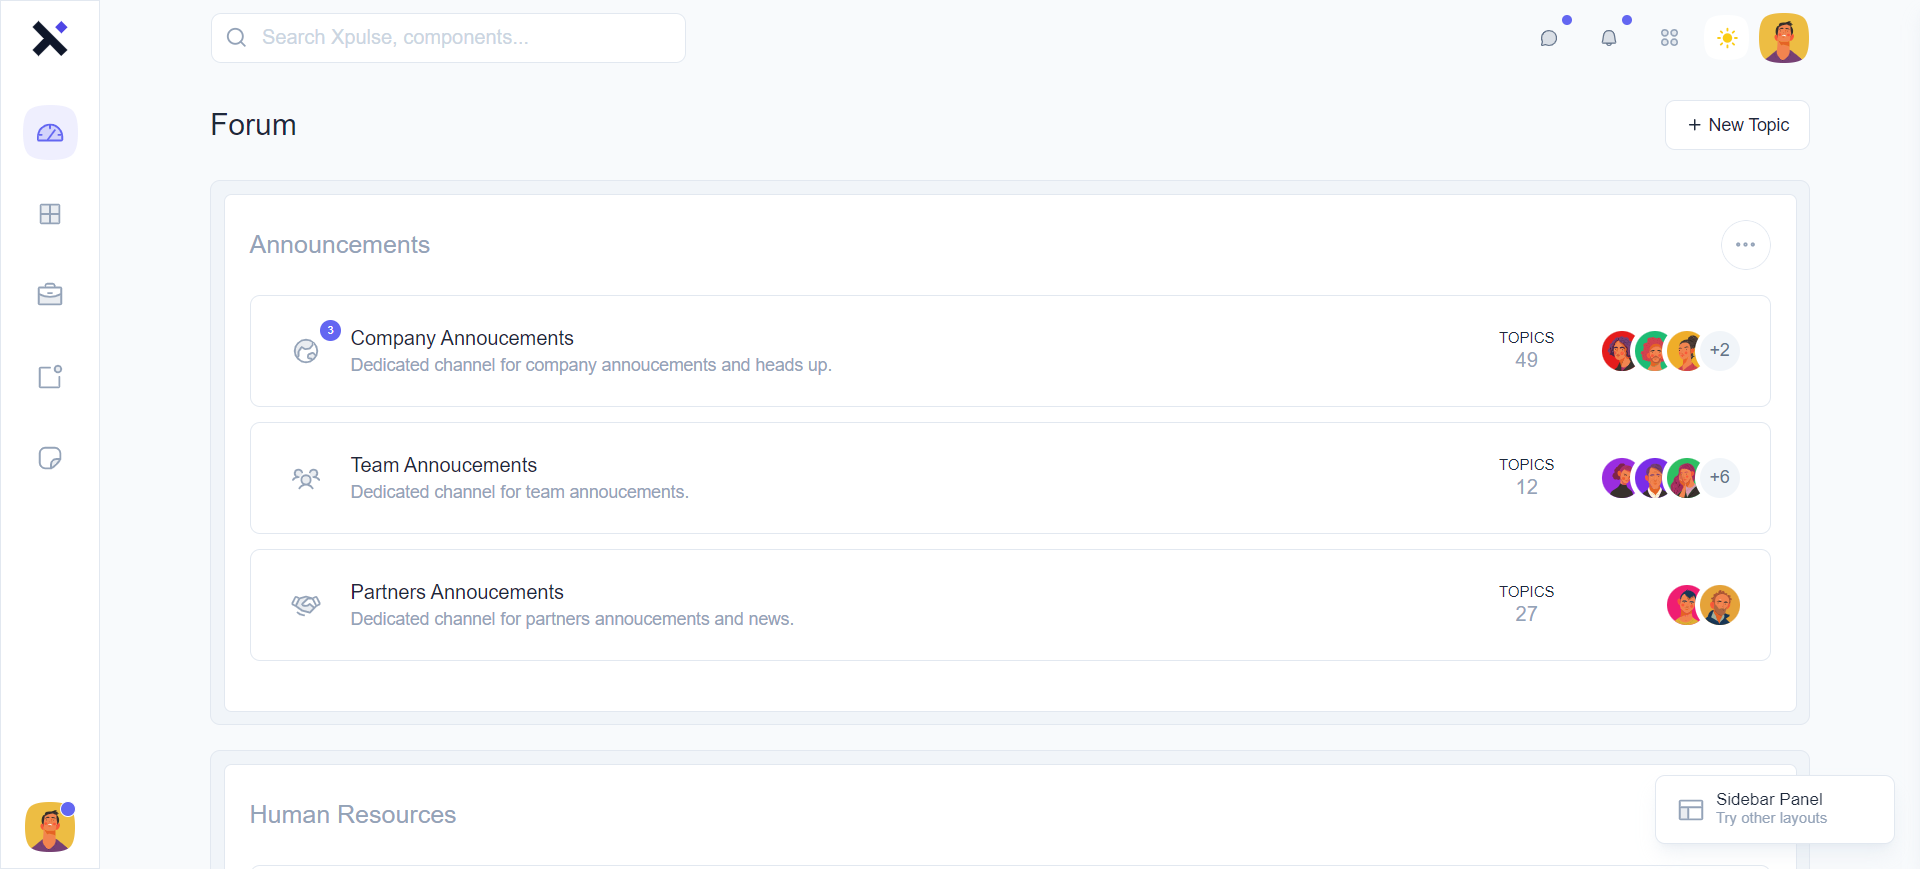 Search Xpulse, components...
Forum
New Topic
Announcements
3
Company Annoucements
Dedicated channel for company annoucements and heads up.
TOPICS
49
+2
Team Annoucements
Dedicated channel for team annoucements.
TOPICS
12
+6
Partners Annoucements
Dedicated channel for partners annoucements and news.
TOPICS
27
Human Resources
Sidebar Panel
Try other layouts